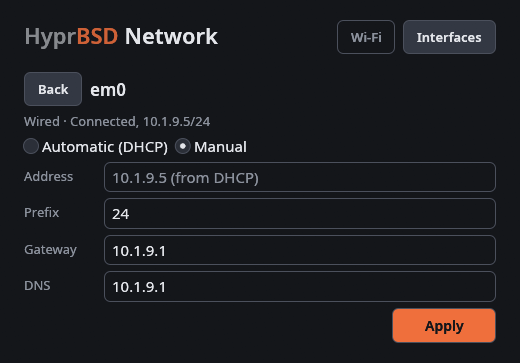 HyprBSD Network
Wi-Fi
Interfaces
Back
em0
Wired · Connected, 10.1.9.5/24
Automatic (DHCP)
Manual
Address
10.1.9.5 (from DHCP)
Prefix
24
Gateway
10.1.9.1
DNS
10.1.9.1
Apply